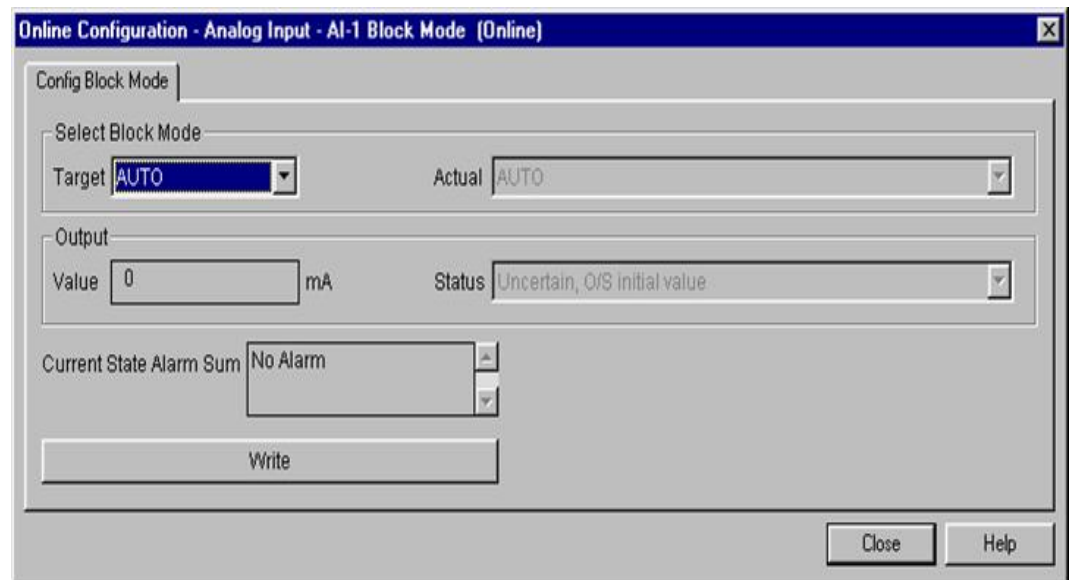 Online Configuration - Analog Input - AI-1 Block Mode (Online)
Config Block Mode
Select Block Mode
Target AUTO Actual AUTO
Output
Value 0 mA Status Uncertain, O/S initial value
Current State Alarm Sum No Alarm
Write
Close Help